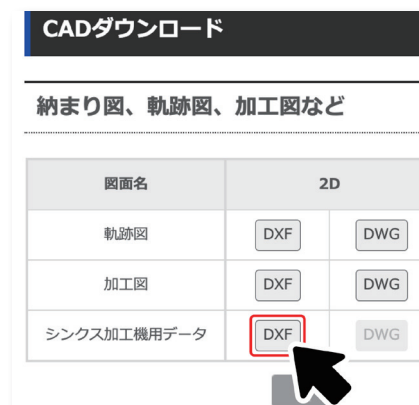 CADダウンロード
納まり図、軌跡図、加工図など
図面名 2D
軌跡図 DXF DWG
加工図 DXF DWG
シンクス加工機用データ DXF DWG